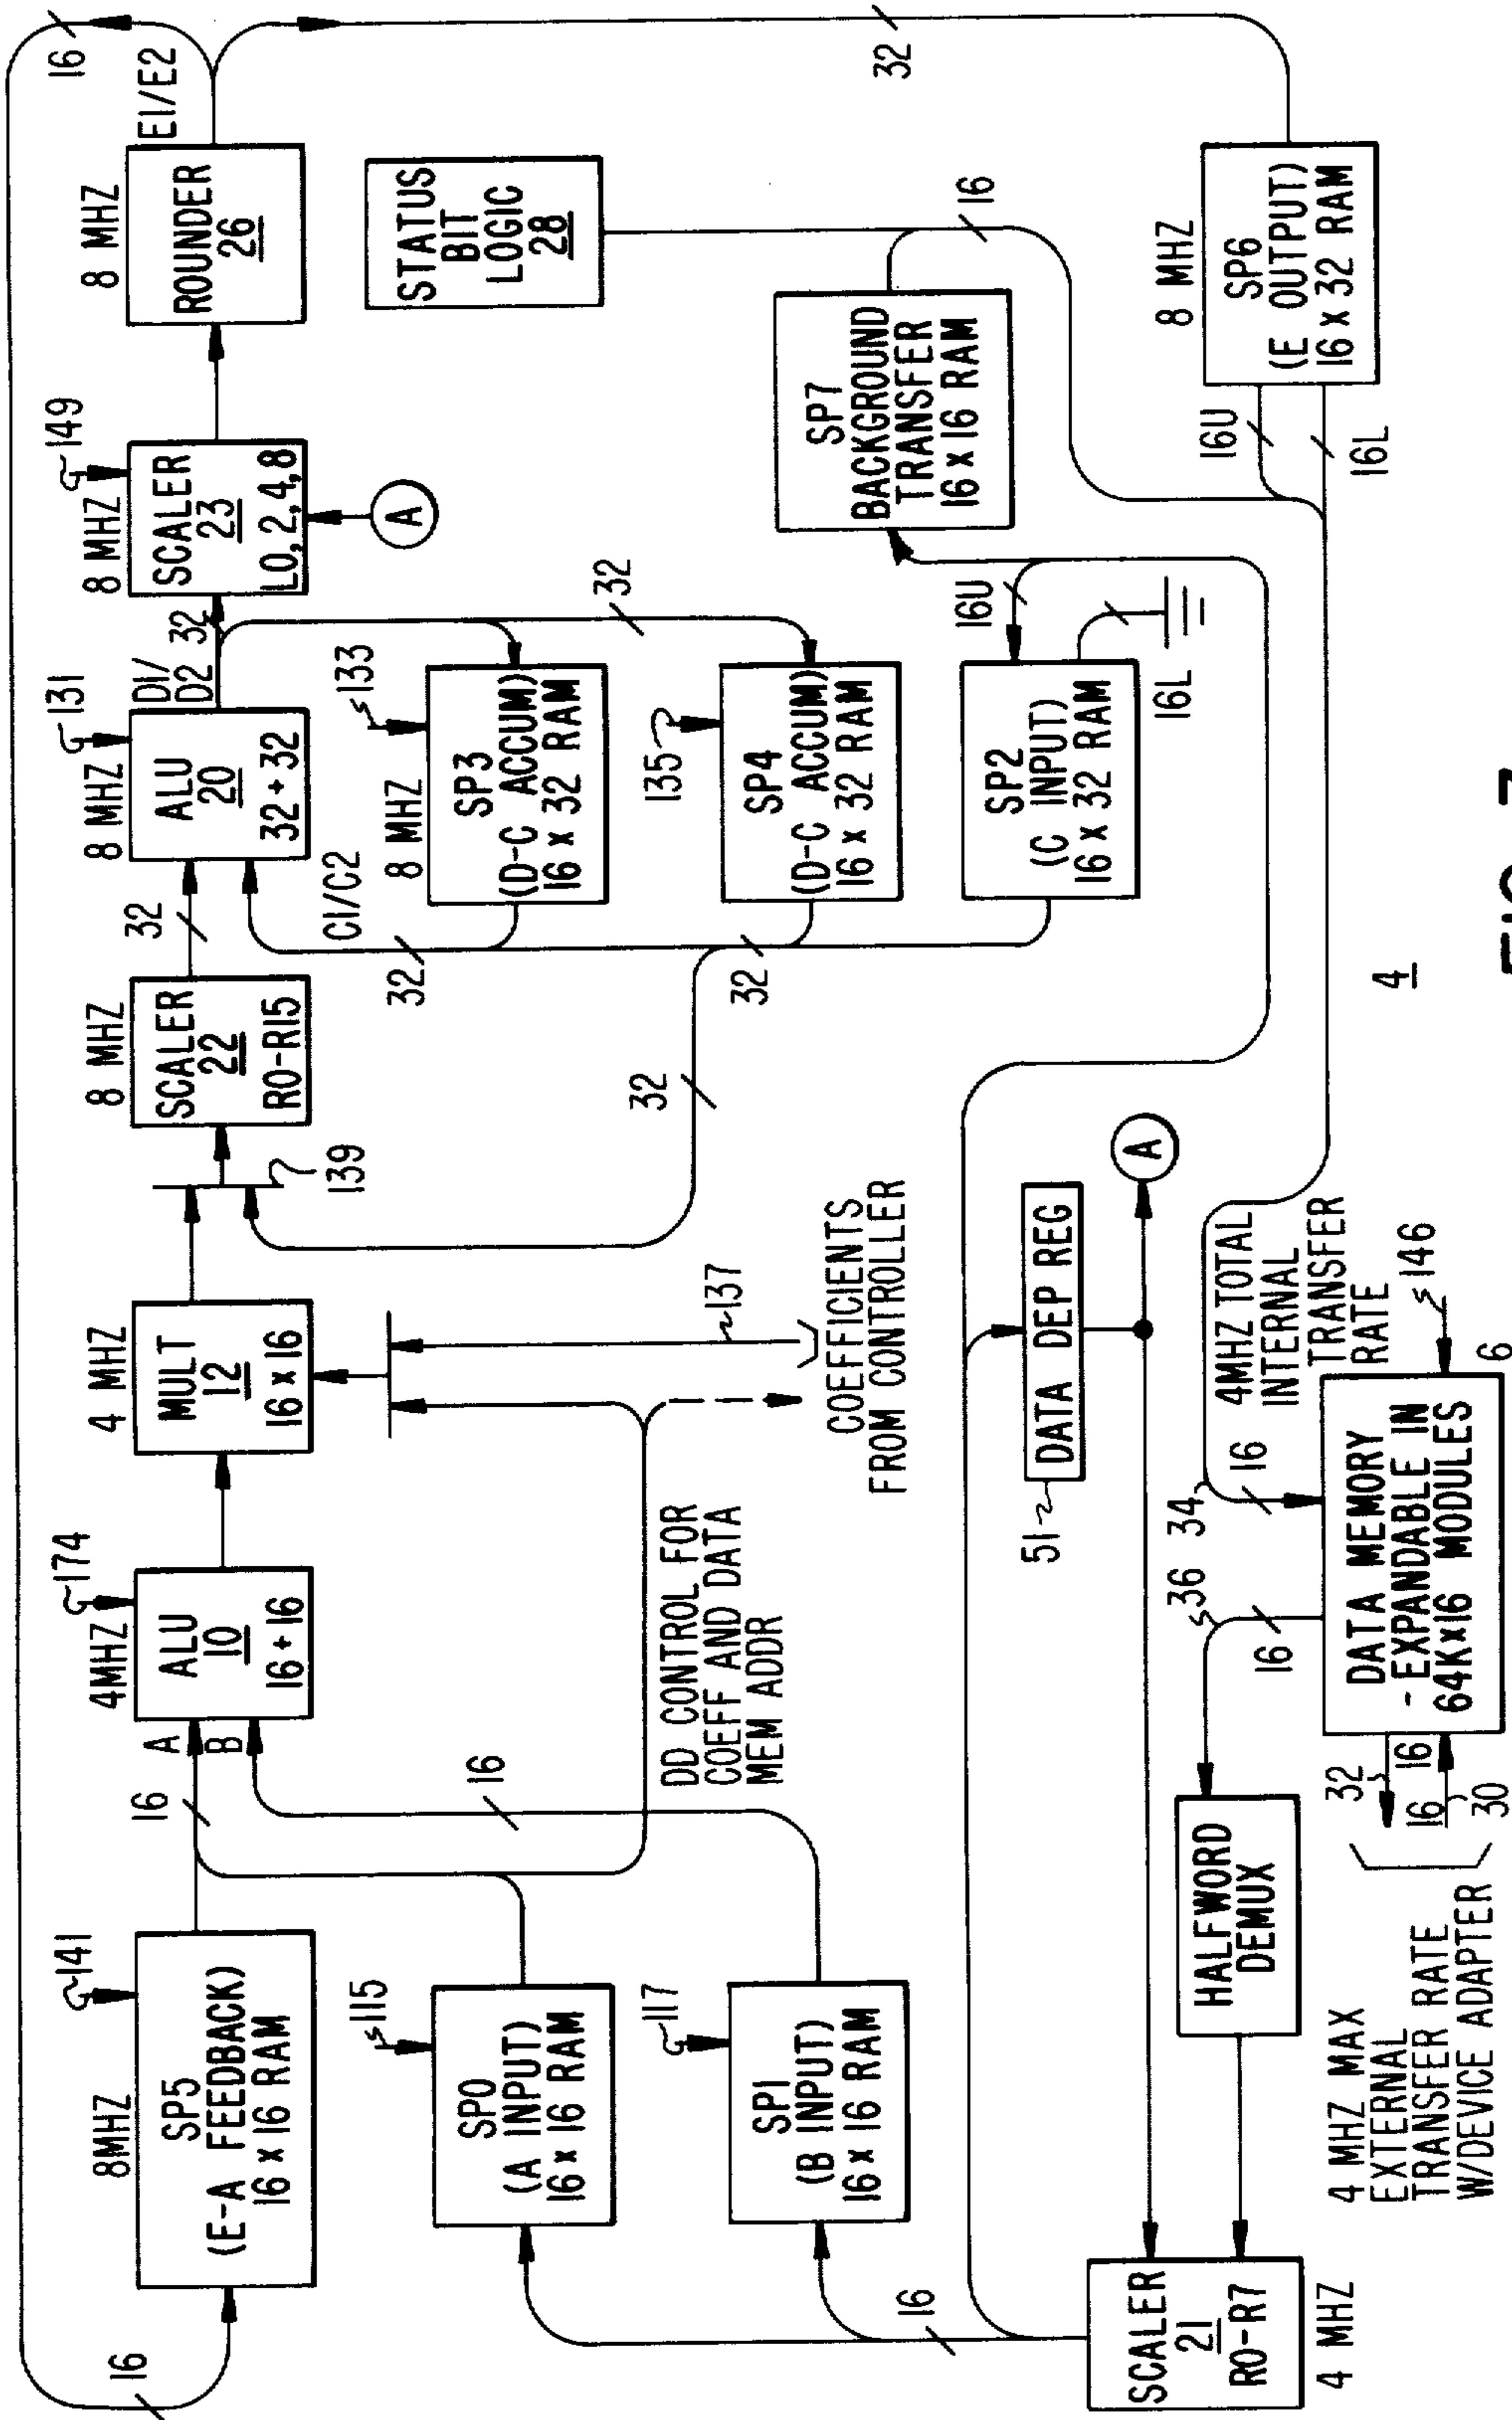 16
8MHZ
SP5
(E-A FEEDBACK)
16 x 16 RAM
141
16
A
B
4MHZ
ALU
10
16+16
174
4 MHZ
MULT
12
16 x 16
139
8 MHZ
SCALER
22
R0-R15
32
8 MHZ
ALU
20
32+32
131
D1/
D2
32
8 MHZ
SCALER
23
L0, 2, 4, 8
149
A
8 MHZ
ROUNDER
26
E1/E2
16
SP0
(A INPUT)
16 x 16 RAM
115
SP1
(B INPUT)
16 x 16 RAM
117
16
DD CONTROL FOR
COEFF AND DATA
MEM ADDR
137
COEFFICIENTS
FROM CONTROLLER
C1/C2
32
32
32
8 MHZ
SP3
(D-C ACCUM)
16 x 32 RAM
133
SP4
(D-C ACCUM)
16 x 32 RAM
135
32
SP2
(C INPUT)
16 x 32 RAM
16U
16L
STATUS
BIT
LOGIC
28
SP7
BACKGROUND
TRANSFER
16 x 16 RAM
16
32
8 MHZ
SP6
(E OUTPUT)
16 x 32 RAM
16U
16L
16
SCALER
21
R0-R7
4 MHZ
51
DATA DEP REG
A
HALFWORD
DEMUX
36
16
34
16
4MHZ TOTAL
INTERNAL
TRANSFER
RATE
146
DATA MEMORY
- EXPANDABLE IN
64K x 16 MODULES
6
32
16
16
30
4 MHZ MAX
EXTERNAL
TRANSFER RATE
W/DEVICE ADAPTER
4